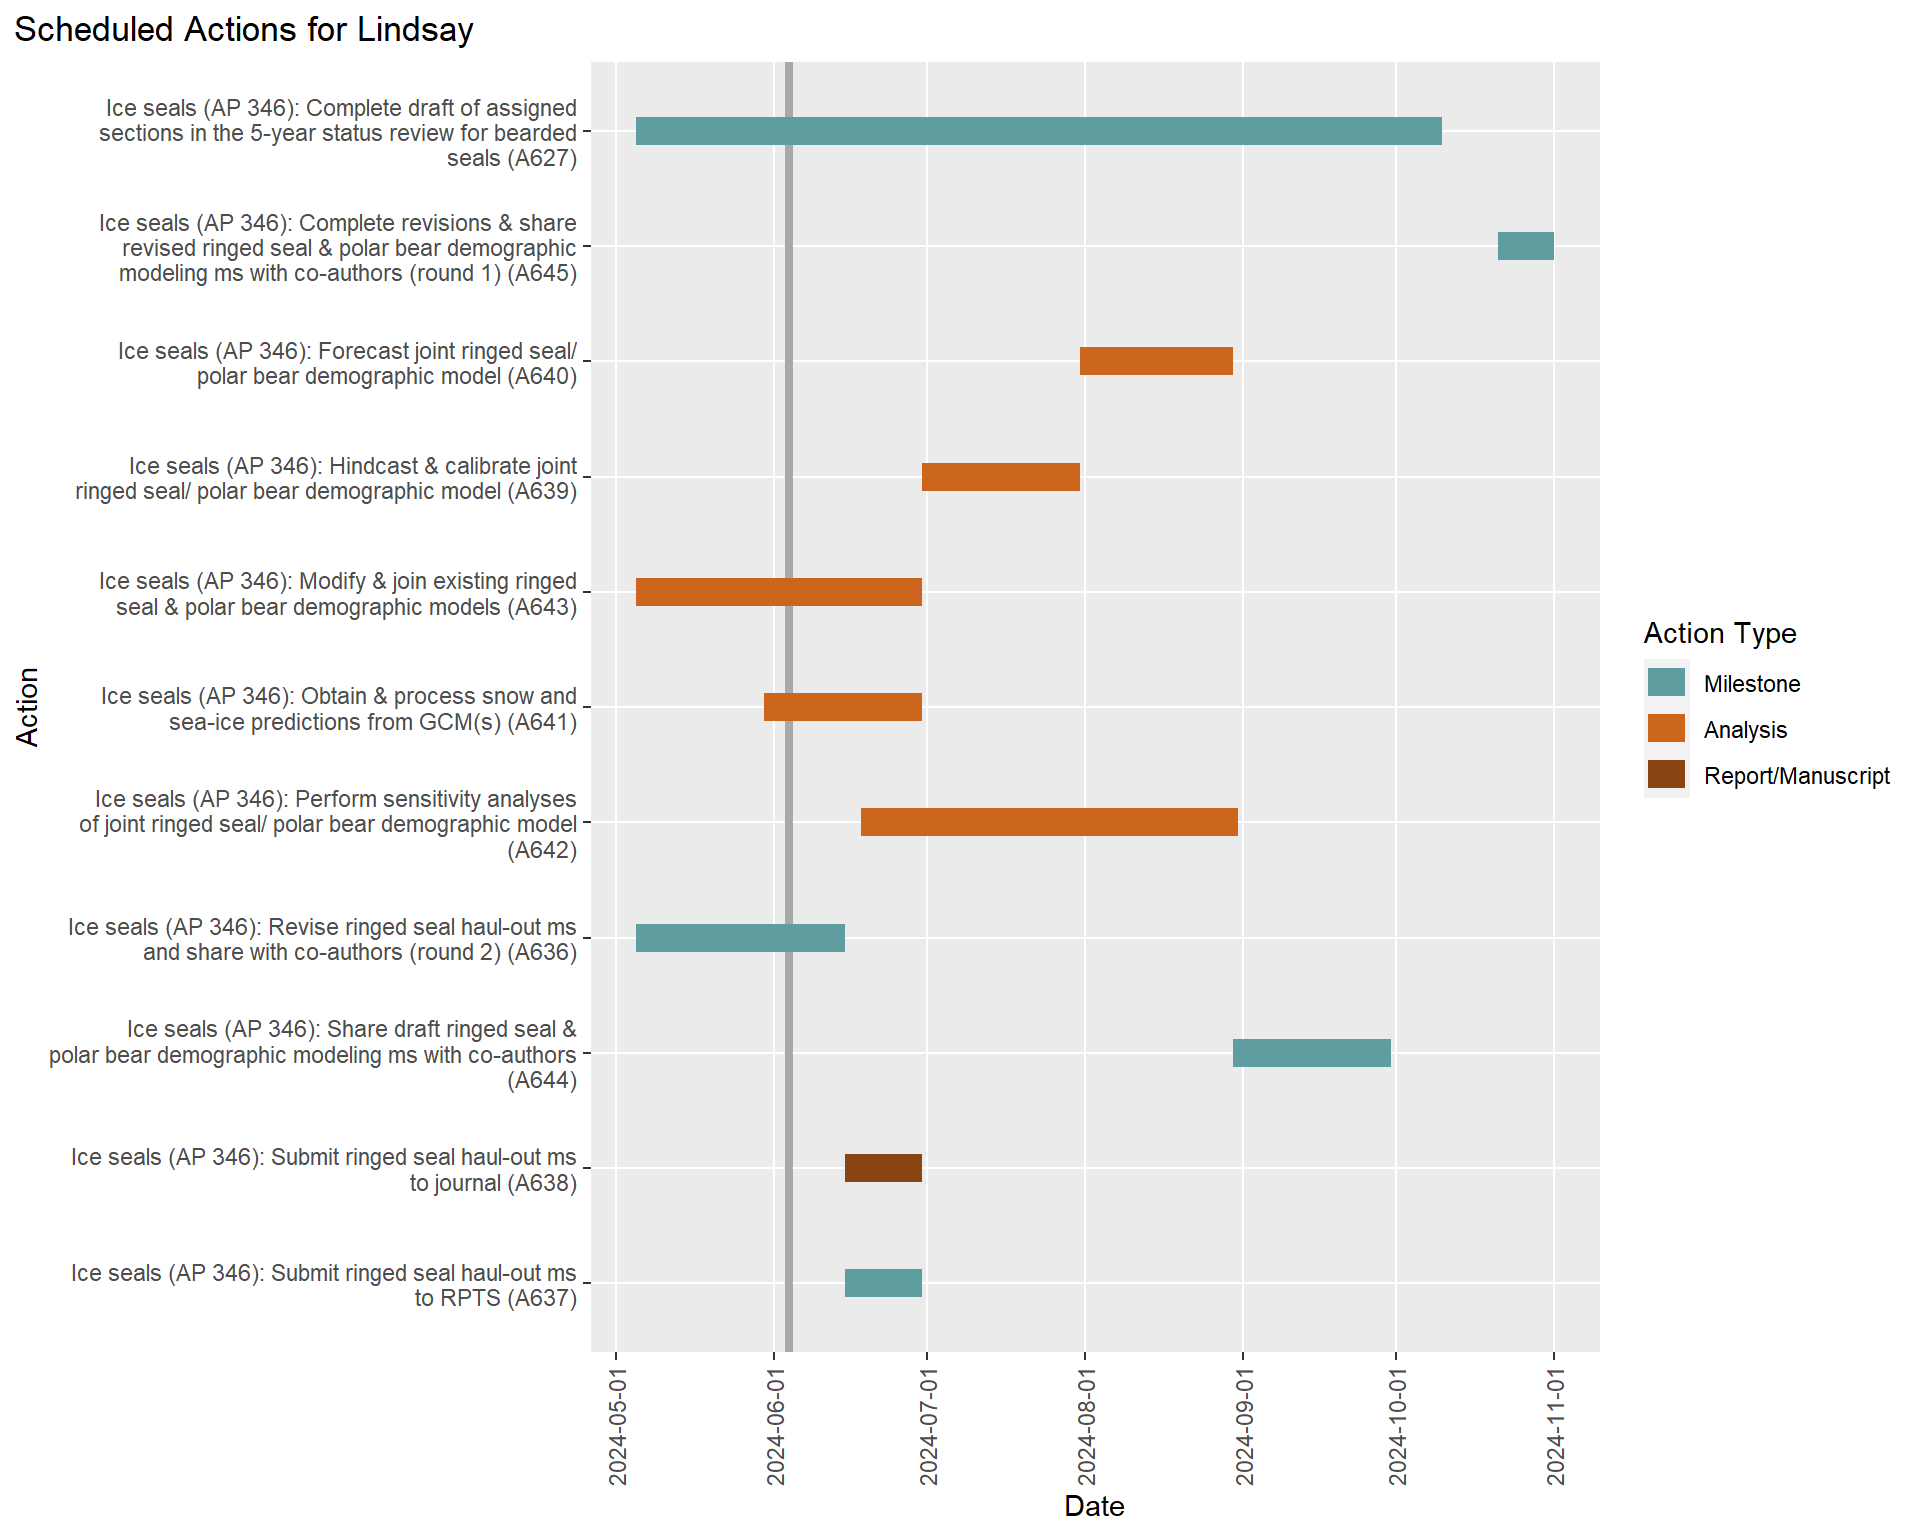 Scheduled Actions for Lindsay
Ice seals (AP 346): Complete draft of assigned
sections in the 5-year status review for bearded
seals (A627)
Ice seals (AP 346): Complete revisions & share
revised ringed seal & polar bear demographic
modeling ms with co-authors (round 1) (A645)
Ice seals (AP 346): Forecast joint ringed seal/
polar bear demographic model (A640)
Ice seals (AP 346): Hindcast & calibrate joint
ringed seal/ polar bear demographic model (A639)
Ice seals (AP 346): Modify & join existing ringed
seal & polar bear demographic models (A643)
Ice seals (AP 346): Obtain & process snow and
sea-ice predictions from GCM(s) (A641)
Ice seals (AP 346): Perform sensitivity analyses
of joint ringed seal/ polar bear demographic model
(A642)
Ice seals (AP 346): Revise ringed seal haul-out ms
and share with co-authors (round 2) (A636)
Ice seals (AP 346): Share draft ringed seal &
polar bear demographic modeling ms with co-authors
(A644)
Ice seals (AP 346): Submit ringed seal haul-out ms
to journal (A638)
Ice seals (AP 346): Submit ringed seal haul-out ms
to RPTS (A637)
Action
2024-05-01
2024-06-01
2024-07-01
2024-08-01
2024-09-01
2024-10-01
2024-11-01
Date
Action Type
Milestone
Analysis
Report/Manuscript